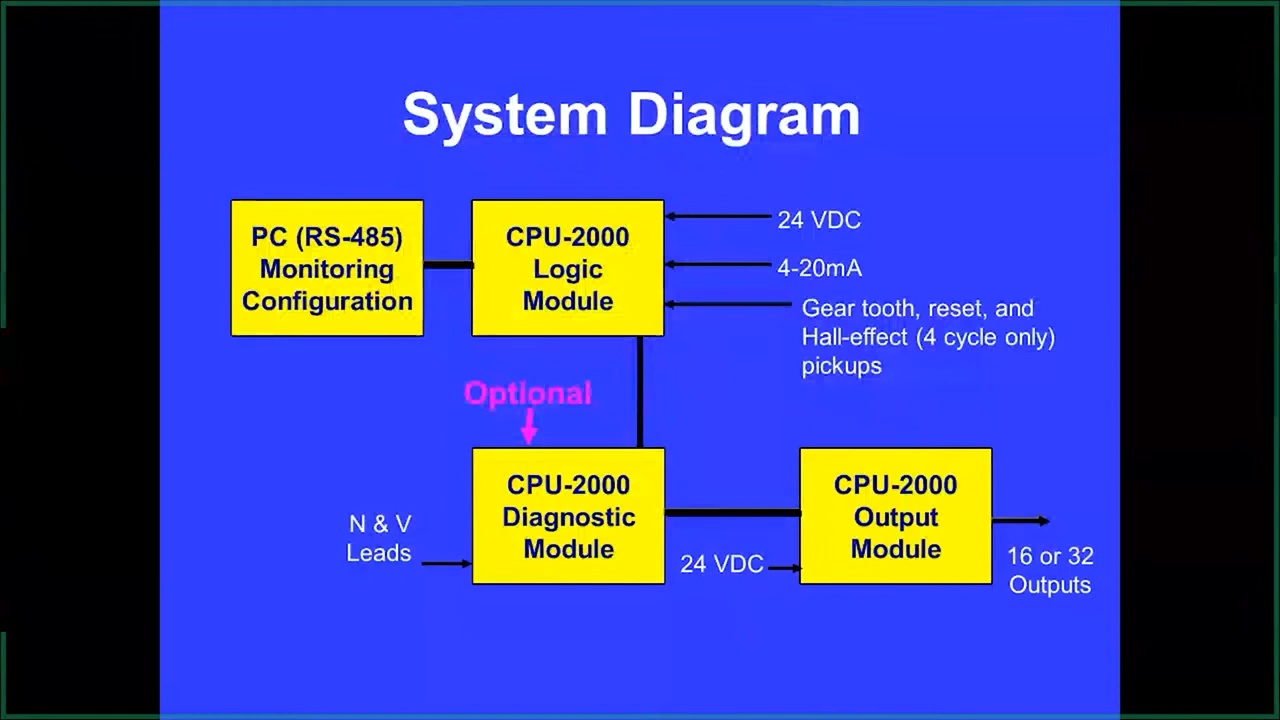 System Diagram
PC (RS-485)
Monitoring
Configuration
CPU-2000
Logic
Module
24 VDC
4-20mA
Gear tooth, reset, and
Hall-effect (4 cycle only)
pickups
Optional
N & V
Leads
CPU-2000
Diagnostic
Module
24 VDC
CPU-2000
Output
Module
16 or 32
Outputs